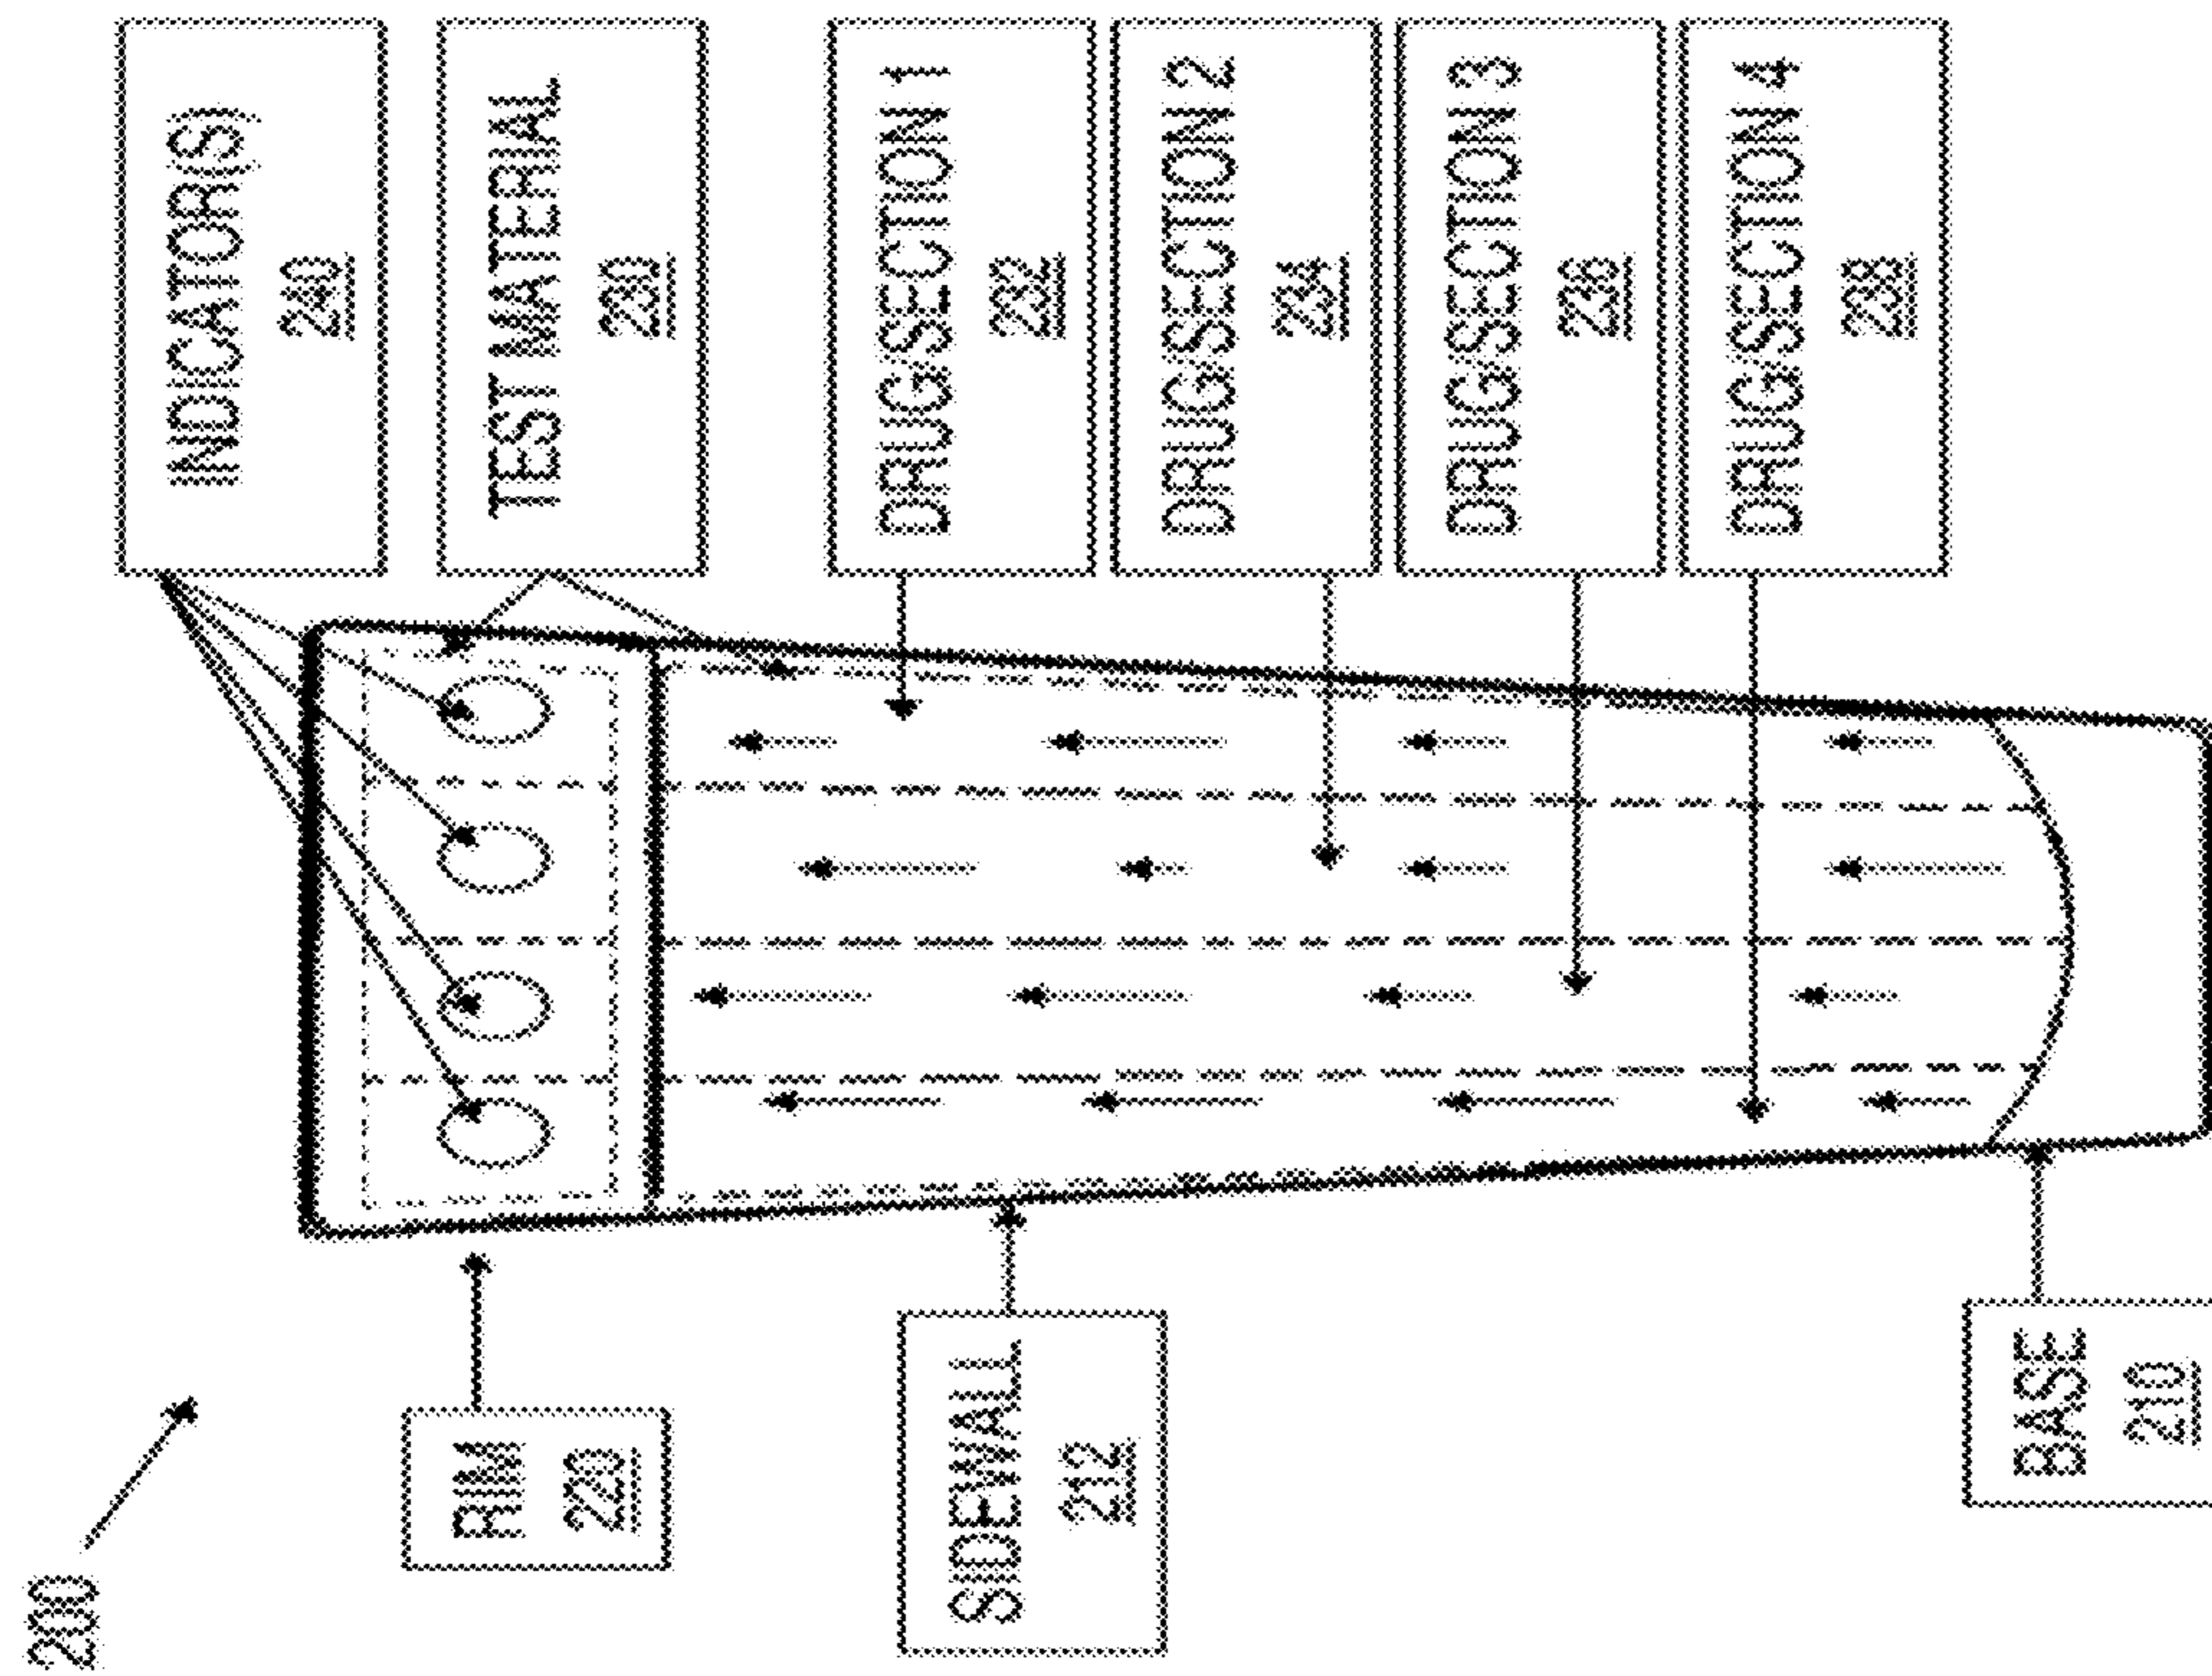 200
INDICATOR(S)
240
TEST MATERIAL
230
RIM
220
DRUG/SECTION 1
232
SIDEWALL
212
DRUG/SECTION 2
234
DRUG/SECTION 3
236
DRUG/SECTION 4
238
BASE
210